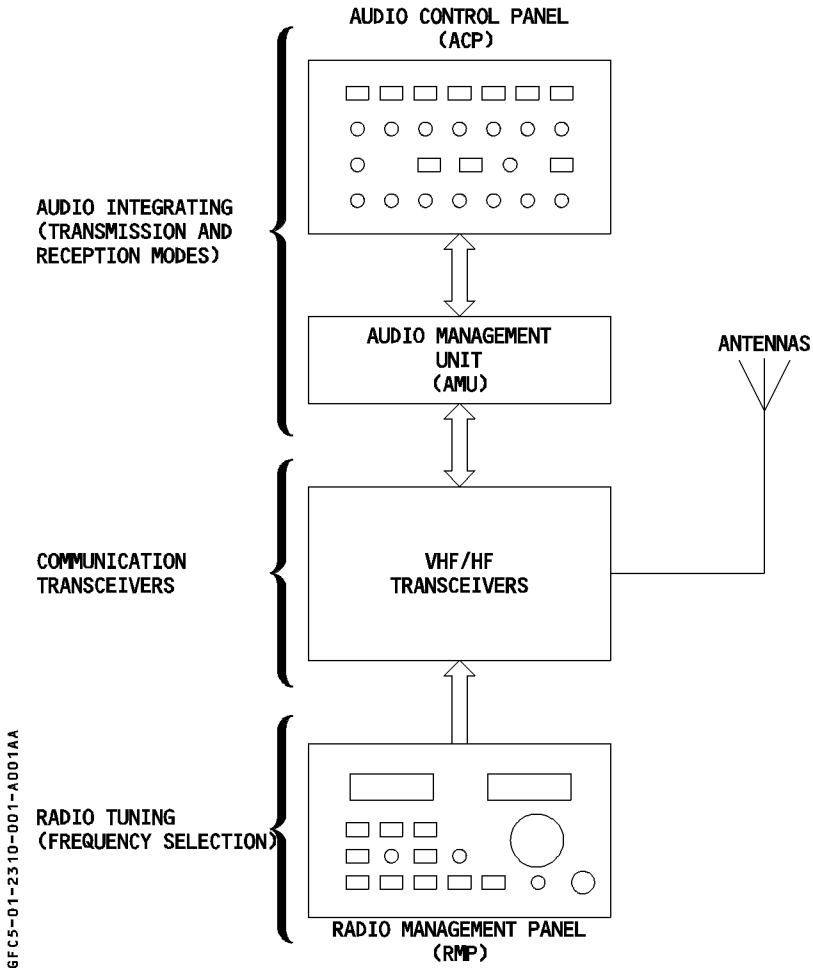 AUDIO CONTROL PANEL
(ACP)
AUDIO INTEGRATING
(TRANSMISSION AND
RECEPTION MODES)
AUDIO MANAGEMENT
UNIT
(AMU)
ANTENNAS
COMMUNICATION
TRANSCEIVERS
VHF/HF
TRANSCEIVERS
RADIO TUNING
(FREQUENCY SELECTION)
RADIO MANAGEMENT PANEL
(RMP)
GFC5-01-2310-001-A001AA